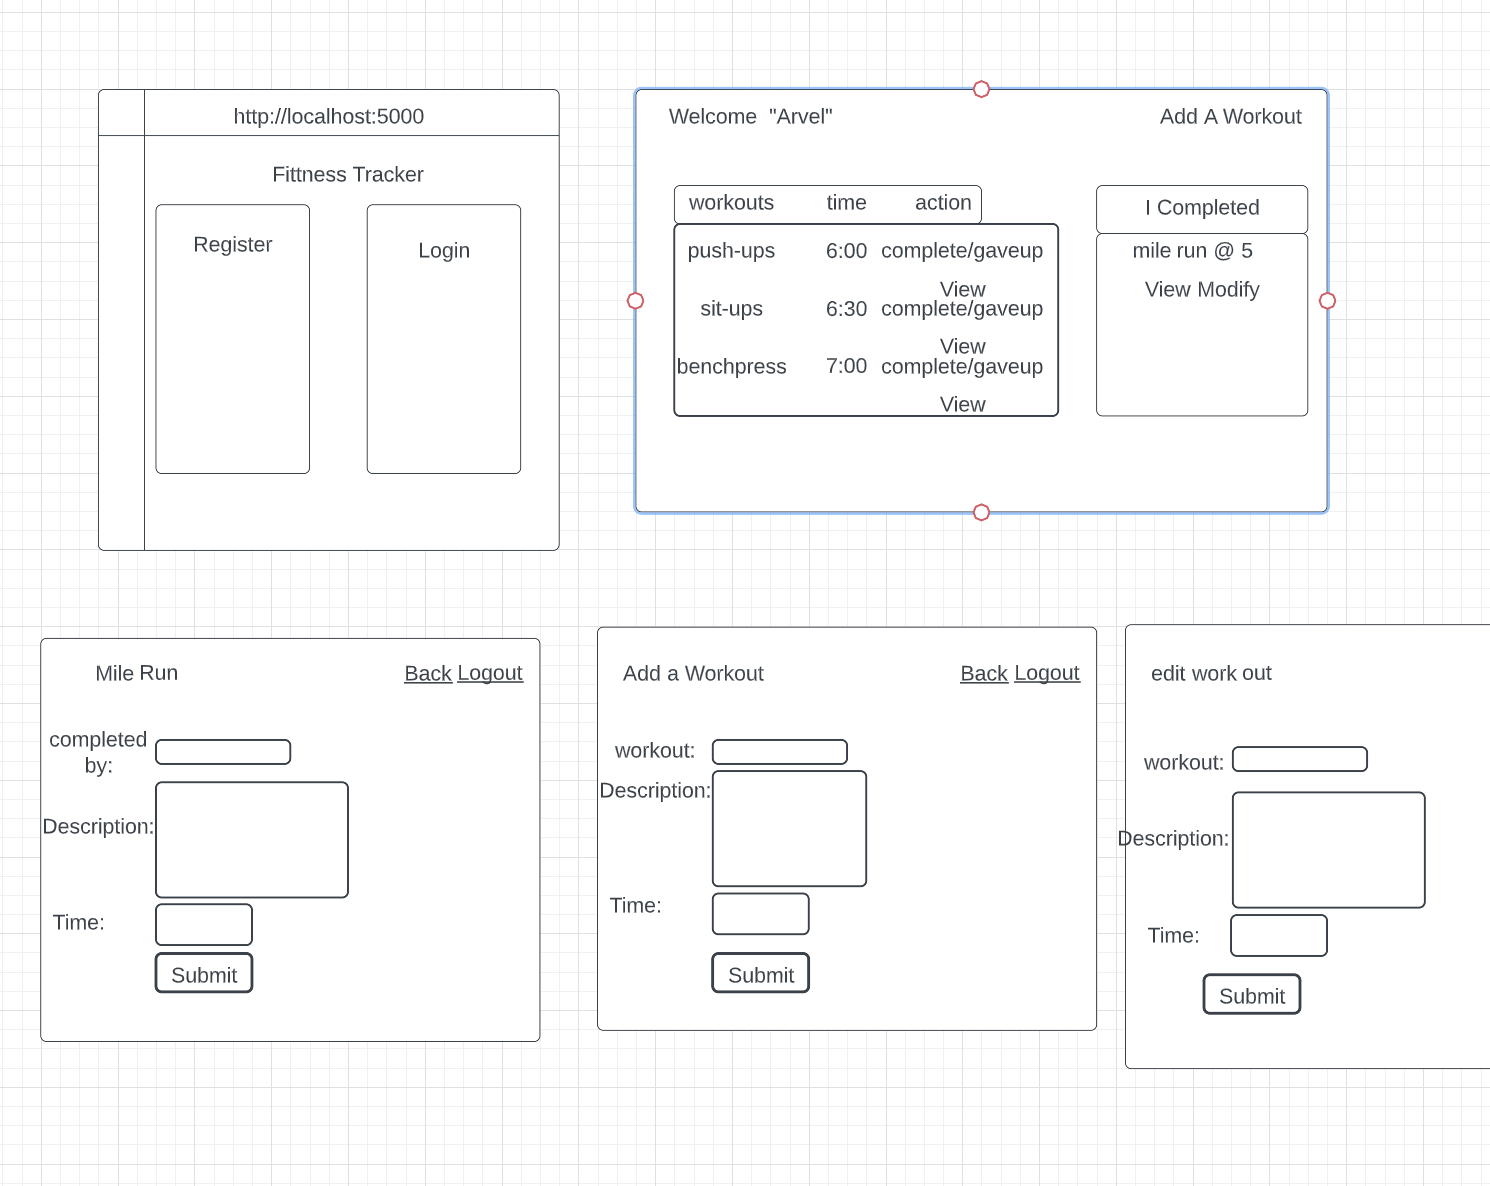 http://localhost:5000
Fittness Tracker
Register
Login
Welcome "Arvel"
Add A Workout
workouts time action
push-ups 6:00 complete/gaveup
View
sit-ups 6:30 complete/gaveup
View
benchpress 7:00 complete/gaveup
View
I Completed
mile run @ 5
View Modify
Mile Run
Back Logout
completed
by:
Description:
Time:
Submit
Add a Workout
Back Logout
workout:
Description:
Time:
Submit
edit work out
workout:
Description:
Time:
Submit